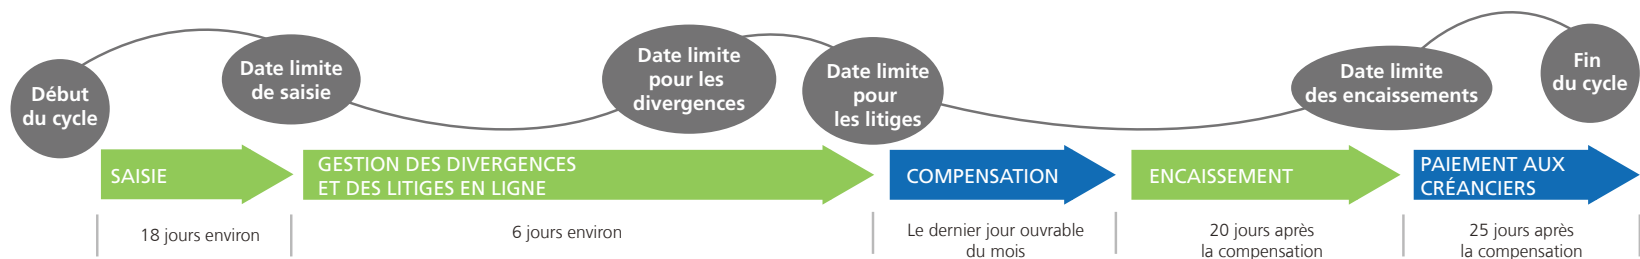 Début
du cycle
Date limite
de saisie
Date limite
pour les
divergences
Date limite
pour
les litiges
Date limite
des encaissements
Fin
du cycle
SAISIE
GESTION DES DIVERGENCES
ET DES LITIGES EN LIGNE
COMPENSATION
ENCAISSEMENT
PAIEMENT AUX
CRÉANCIERS
18 jours environ
6 jours environ
Le dernier jour ouvrable
du mois
20 jours après
la compensation
25 jours après
la compensation